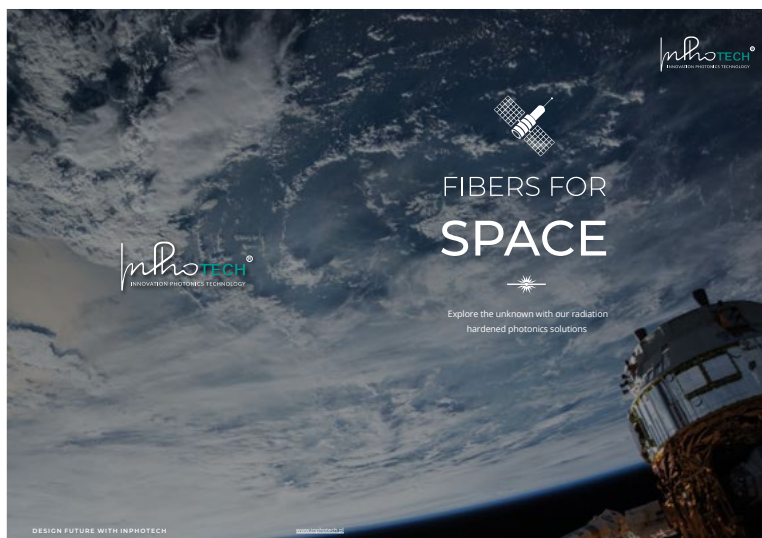 InPhoTECH®
INNOVATION PHOTONICS TECHNOLOGY
FIBERS FOR
SPACE
Explore the unknown with our radiation
hardened photonics solutions
InPhoTECH®
INNOVATION PHOTONICS TECHNOLOGY
DESIGN FUTURE WITH INPHOTECH
www.inphotech.pl